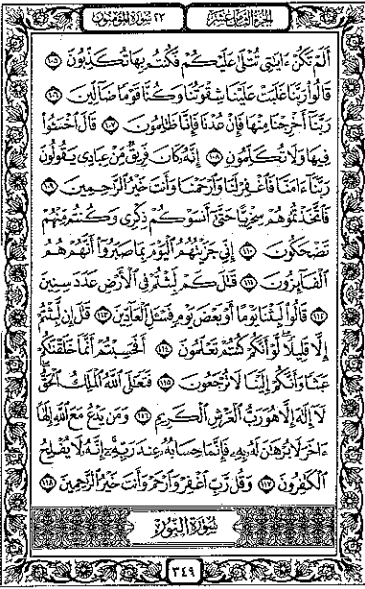 الجزء الثامن عشر ٢٣ سورة المؤمنون
أَلَمْ تَكُنْ ءَايَٰتِى تُتْلَىٰ عَلَيْكُمْ فَكُنتُم بِهَا تُكَذِّبُونَ ١٠٥
قَالُوا۟ رَبَّنَا غَلَبَتْ عَلَيْنَا شِقْوَتُنَا وَكُنَّا قَوْمًا ضَآلِّينَ ١٠٦
رَبَّنَآ أَخْرِجْنَا مِنْهَا فَإِنْ عُدْنَا فَإِنَّا ظَٰلِمُونَ ١٠٧ قَالَ ٱخْسَـُٔوا۟
فِيهَا وَلَا تُكَلِّمُونِ ١٠٨ إِنَّهُۥ كَانَ فَرِيقٌ مِّنْ عِبَادِى يَقُولُونَ
رَبَّنَآ ءَامَنَّا فَٱغْفِرْ لَنَا وَٱرْحَمْنَا وَأَنتَ خَيْرُ ٱلرَّٰحِمِينَ ١٠٩
فَٱتَّخَذْتُمُوهُمْ سِخْرِيًّا حَتَّىٰٓ أَنسَوْكُمْ ذِكْرِى وَكُنتُم مِّنْهُمْ
تَضْحَكُونَ ١١٠ إِنِّى جَزَيْتُهُمُ ٱلْيَوْمَ بِمَا صَبَرُوٓا۟ أَنَّهُمْ هُمُ
ٱلْفَآئِزُونَ ١١١ قَٰلَ كَمْ لَبِثْتُمْ فِى ٱلْأَرْضِ عَدَدَ سِنِينَ
١١٢ قَالُوا۟ لَبِثْنَا يَوْمًا أَوْ بَعْضَ يَوْمٍ فَسْـَٔلِ ٱلْعَآدِّينَ ١١٣ قَٰلَ إِن لَّبِثْتُمْ
إِلَّا قَلِيلًا لَّوْ أَنَّكُمْ كُنتُمْ تَعْلَمُونَ ١١٤ أَفَحَسِبْتُمْ أَنَّمَا خَلَقْنَٰكُمْ
عَبَثًا وَأَنَّكُمْ إِلَيْنَا لَا تُرْجَعُونَ ١١٥ فَتَعَٰلَى ٱللَّهُ ٱلْمَلِكُ ٱلْحَقُّ
لَآ إِلَٰهَ إِلَّا هُوَ رَبُّ ٱلْعَرْشِ ٱلْكَرِيمِ ١١٦ وَمَن يَدْعُ مَعَ ٱللَّهِ إِلَٰهًا
ءَاخَرَ لَا بُرْهَٰنَ لَهُۥ بِهِۦ فَإِنَّمَا حِسَابُهُۥ عِندَ رَبِّهِۦٓ إِنَّهُۥ لَا يُفْلِحُ
ٱلْكَٰفِرُونَ ١١٧ وَقُل رَّبِّ ٱغْفِرْ وَٱرْحَمْ وَأَنتَ خَيْرُ ٱلرَّٰحِمِينَ ١١٨
سُورَةُ النُّورِ
٣٤٩